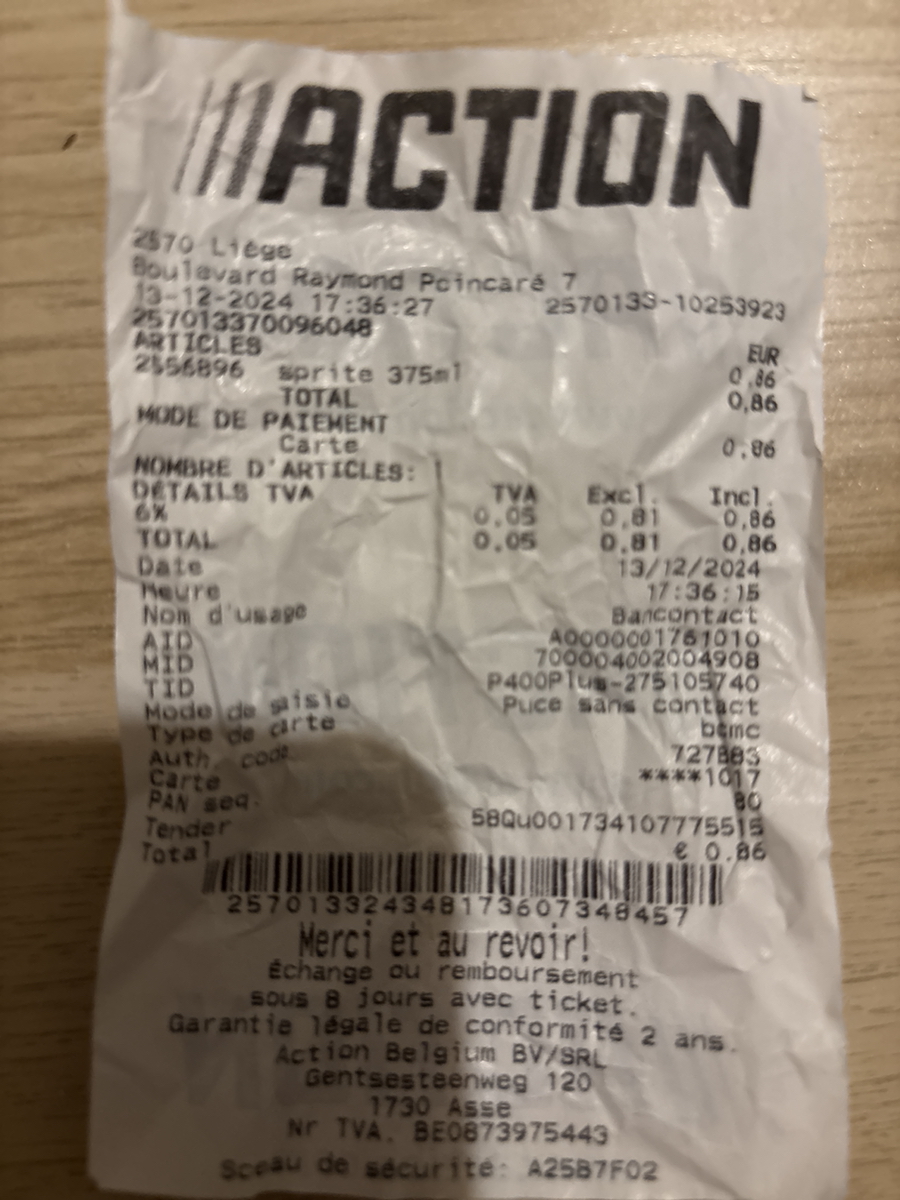 ACTION
2570 Liège
Boulevard Raymond Poincaré 7
13-12-2024 17:36:27 2570133-10253923
257013370096048
ARTICLES EUR
2556896 sprite 375ml 0,86
TOTAL 0,86
MODE DE PAIEMENT
Carte 0,86
NOMBRE D'ARTICLES: 1
DÉTAILS TVA TVA Excl. Incl.
6% 0,05 0,81 0,86
TOTAL 0,05 0,81 0,86
Date 13/12/2024
Heure 17:36:15
Nom d'usage Bancontact
AID A0000001761010
MID 700004002004908
TID P400Plus-275105740
Mode de saisie Puce sans contact
Type de carte bcmc
Auth. code 727883
Carte ****1017
PAN seq. 80
Tender 58Qu001734107775515
Total € 0.86
257013324348173607348457
Merci et au revoir!
Échange ou remboursement
sous 8 jours avec ticket.
Garantie légale de conformité 2 ans.
Action Belgium BV/SRL
Gentsesteenweg 120
1730 Asse
Nr TVA. BE0873975443
Sceau de sécurité: A25B7F02